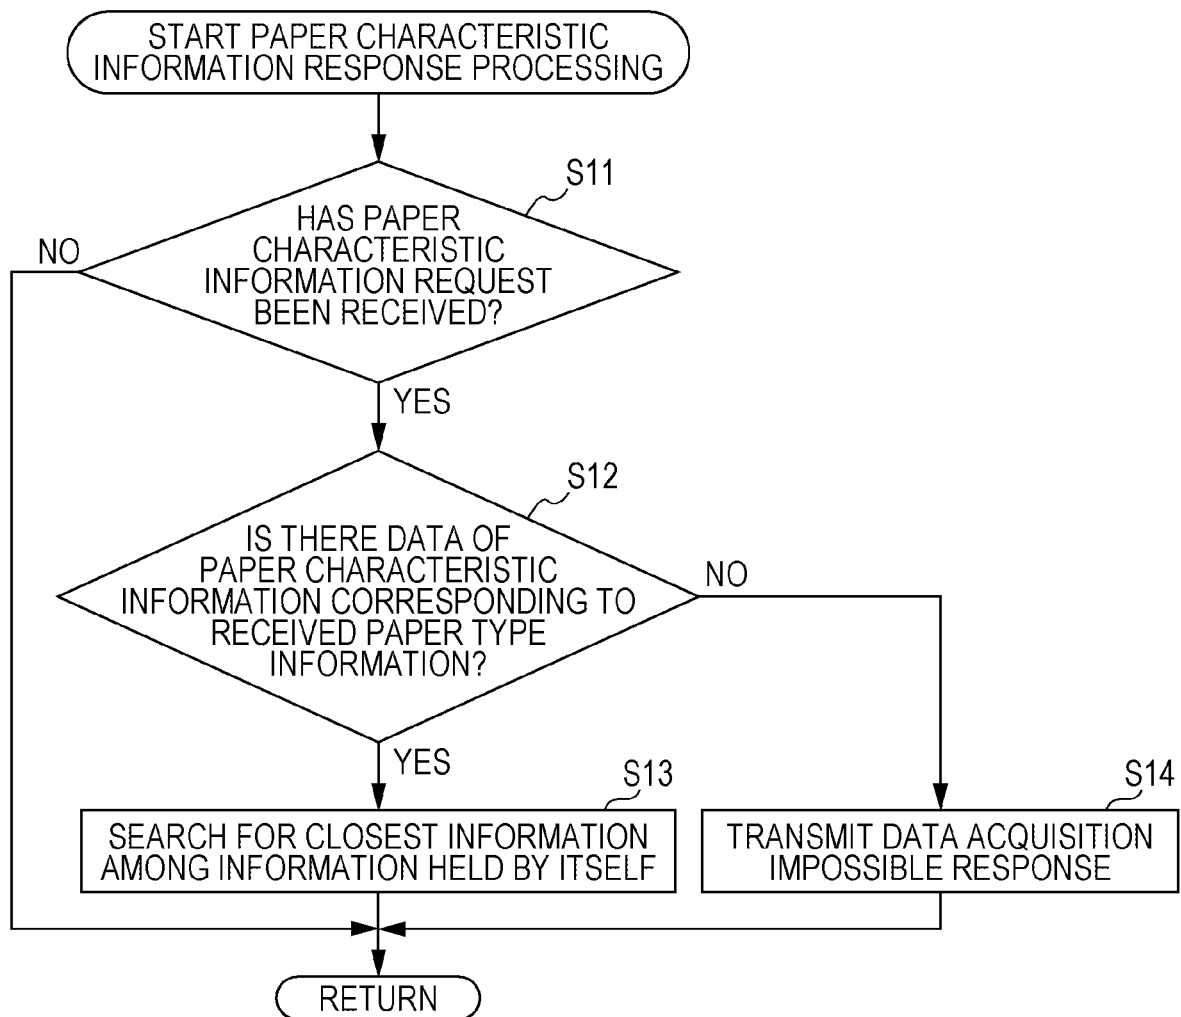 START PAPER CHARACTERISTIC
INFORMATION RESPONSE PROCESSING
S11
HAS PAPER
CHARACTERISTIC
INFORMATION REQUEST
BEEN RECEIVED?
NO
YES
S12
IS THERE DATA OF
PAPER CHARACTERISTIC
INFORMATION CORRESPONDING TO
RECEIVED PAPER TYPE
INFORMATION?
NO
YES
S13
SEARCH FOR CLOSEST INFORMATION
AMONG INFORMATION HELD BY ITSELF
S14
TRANSMIT DATA ACQUISITION
IMPOSSIBLE RESPONSE
RETURN